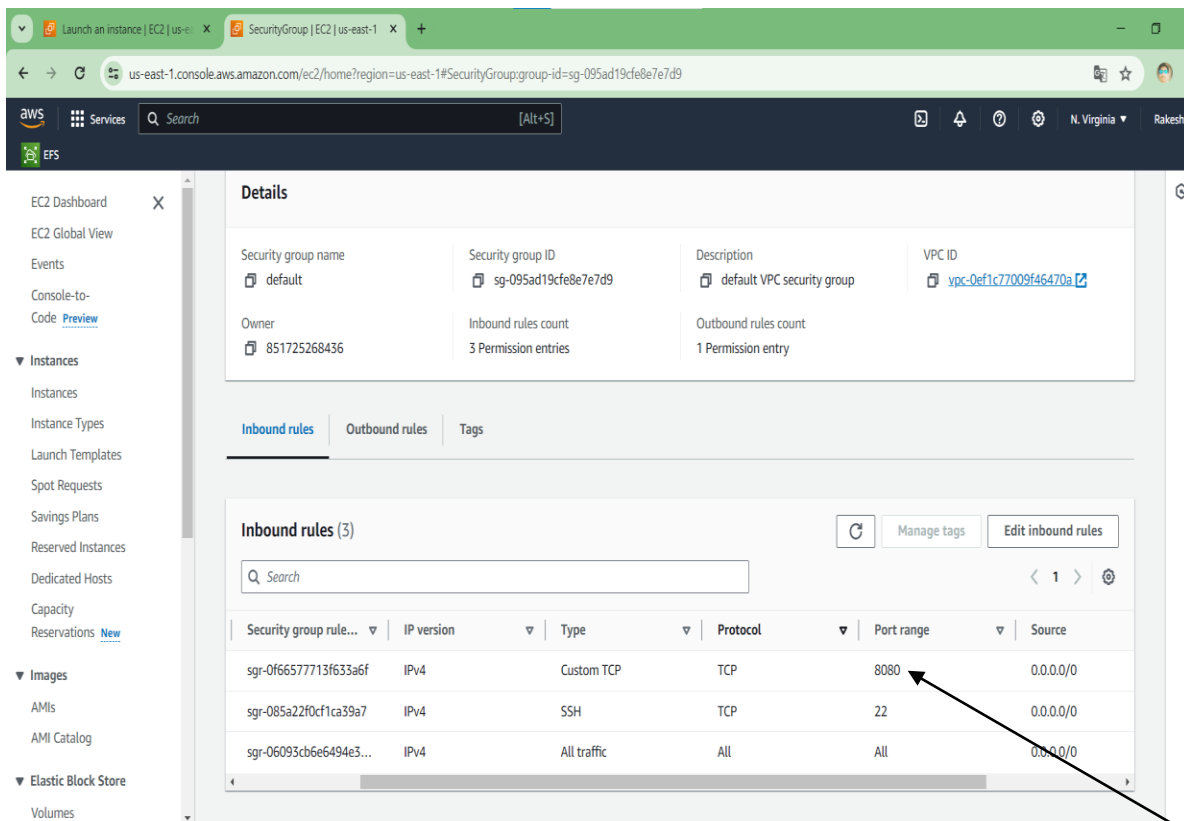 Launch an instance | EC2 | us-e
SecurityGroup | EC2 | us-east-1
us-east-1.console.aws.amazon.com/ec2/home?region=us-east-1#SecurityGroup:group-id=sg-095ad19cfe8e7e7d9
aws Services Search [Alt+S] N. Virginia Rakesh
EFS
EC2 Dashboard
EC2 Global View
Events
Console-to-
Code Preview
Instances
Instances
Instance Types
Launch Templates
Spot Requests
Savings Plans
Reserved Instances
Dedicated Hosts
Capacity
Reservations New
Images
AMIs
AMI Catalog
Elastic Block Store
Volumes
Details
Security group name Security group ID Description VPC ID
default sg-095ad19cfe8e7e7d9 default VPC security group vpc-0ef1c77009f46470a
Owner Inbound rules count Outbound rules count
851725268436 3 Permission entries 1 Permission entry
Inbound rules Outbound rules Tags
Inbound rules (3) Manage tags Edit inbound rules
Search 1
Security group rule... IP version Type Protocol Port range Source
sgr-0f66577713f633a6f IPv4 Custom TCP TCP 8080 0.0.0.0/0
sgr-085a22f0cf1ca39a7 IPv4 SSH TCP 22 0.0.0.0/0
sgr-06093cb6e6494e3... IPv4 All traffic All All 0.0.0.0/0